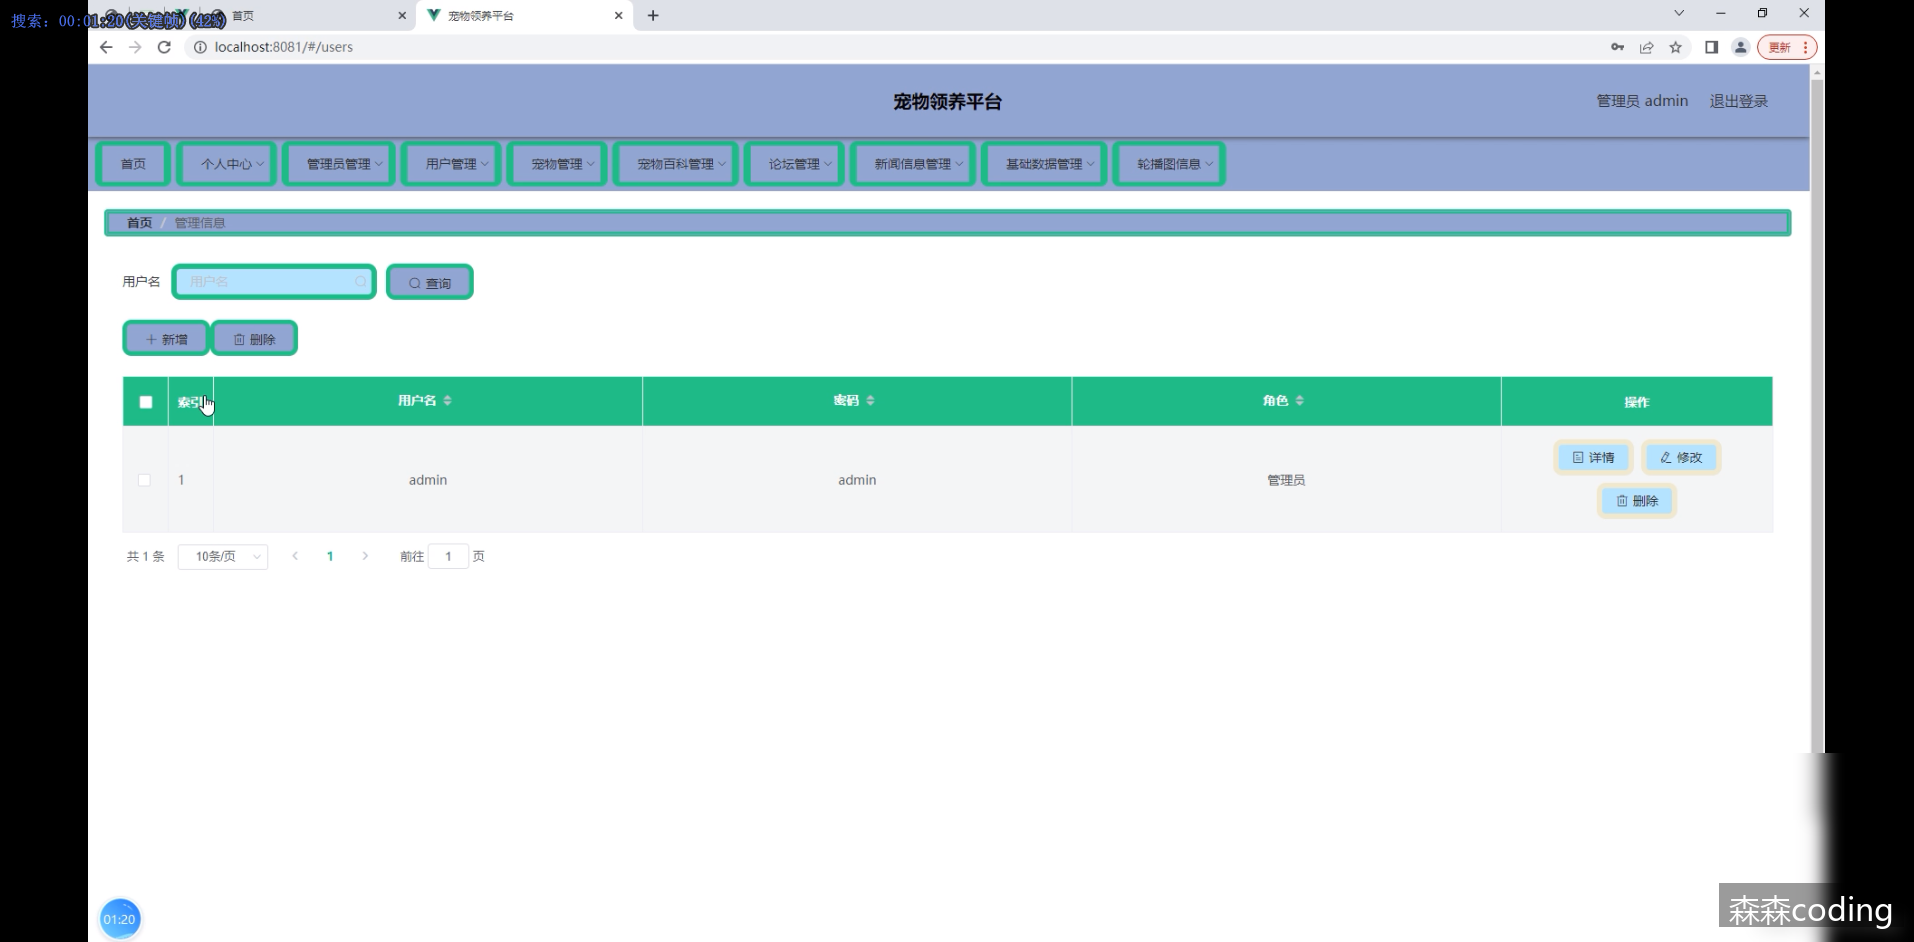 搜索: 00:01:20(关键帧) (42%)
首页
宠物领养平台
localhost:8081/#/users
更新
宠物领养平台
管理员 admin 退出登录
首页 个人中心 管理员管理 用户管理 宠物管理 宠物百科管理 论坛管理 新闻信息管理 基础数据管理 轮播图信息
首页 / 管理信息
用户名 用户名 查询
新增 删除
索引 用户名 密码 角色 操作
1 admin admin 管理员 详情 修改
删除
共 1 条 10条/页 1 前往 1 页
01:20
森森coding